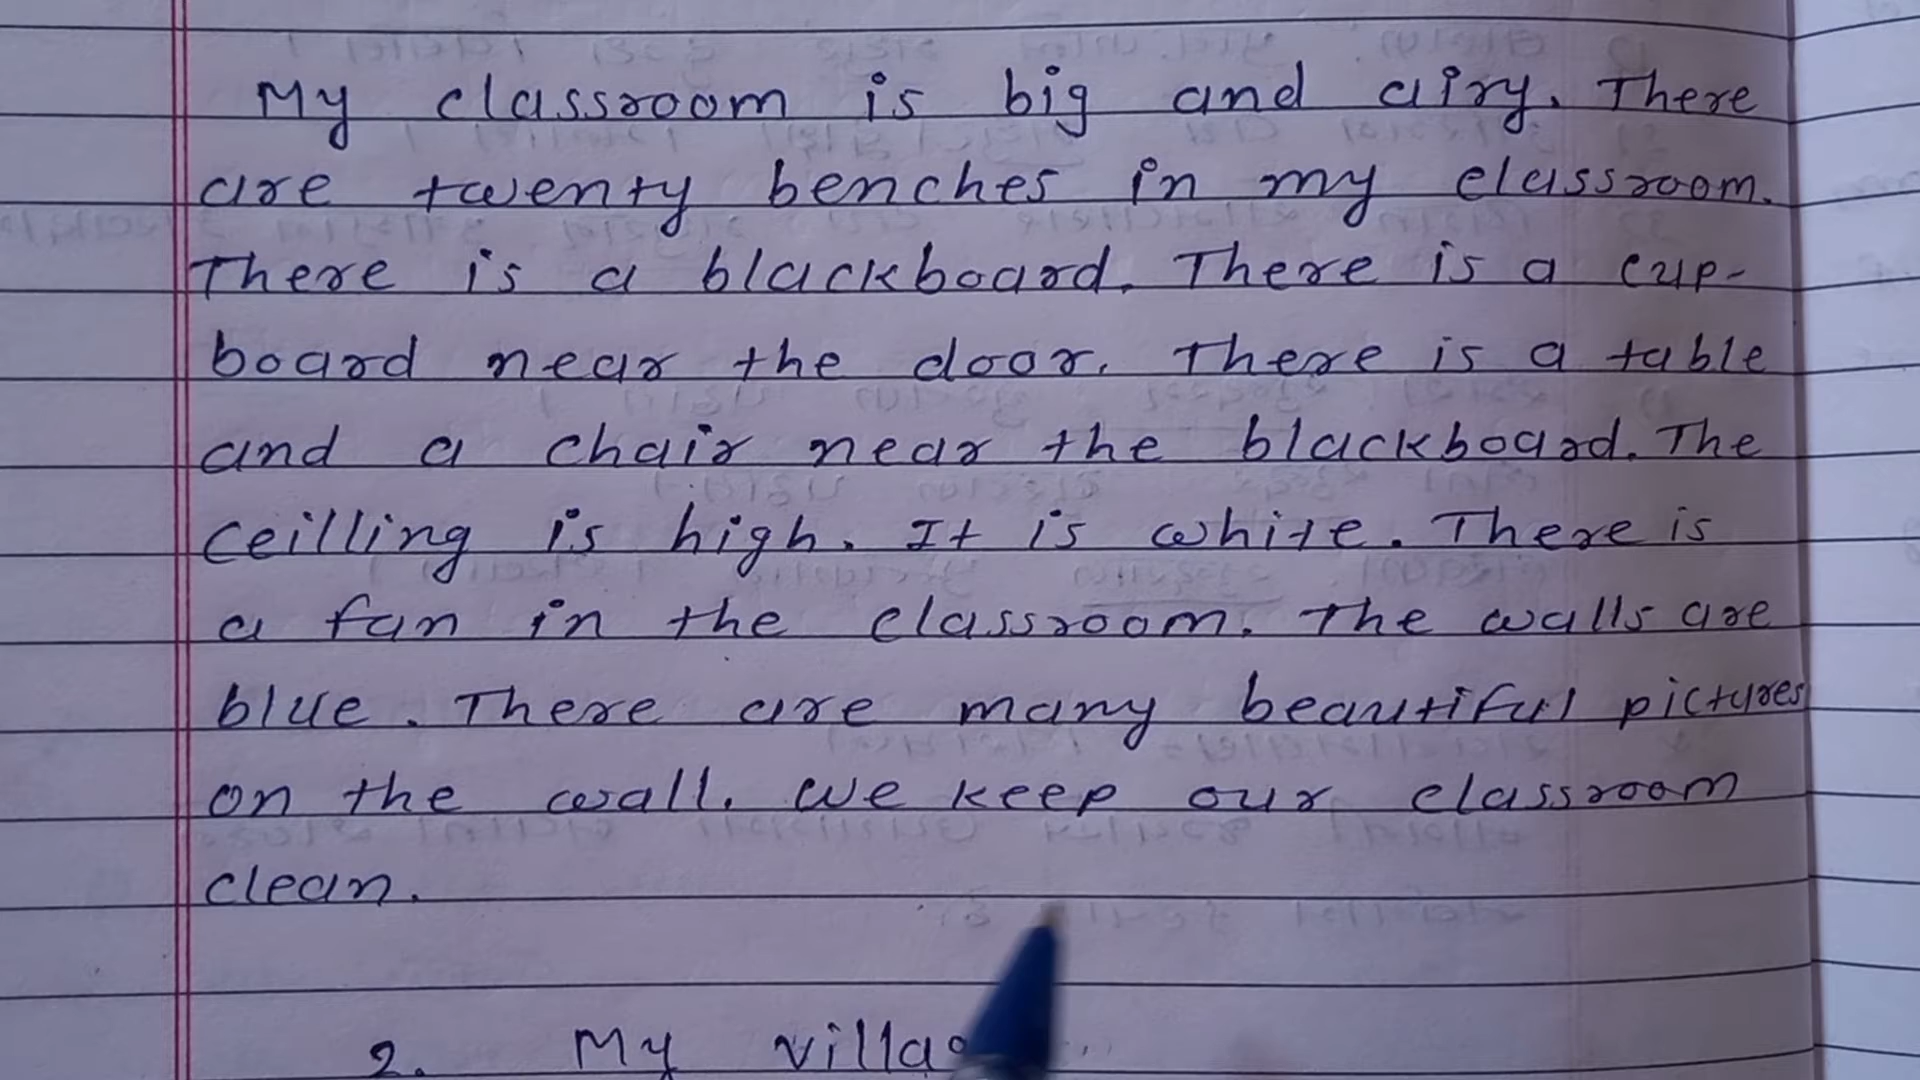 My classroom is big and airy. There
are twenty benches in my classroom.
There is a blackboard. There is a cup-
board near the door. There is a table
and a chair near the blackboard. The
ceilling is high. It is white. There is
a fan in the classroom. The walls are
blue. There are many beautiful pictures
on the wall. We keep our classroom
clean.
2. My villa